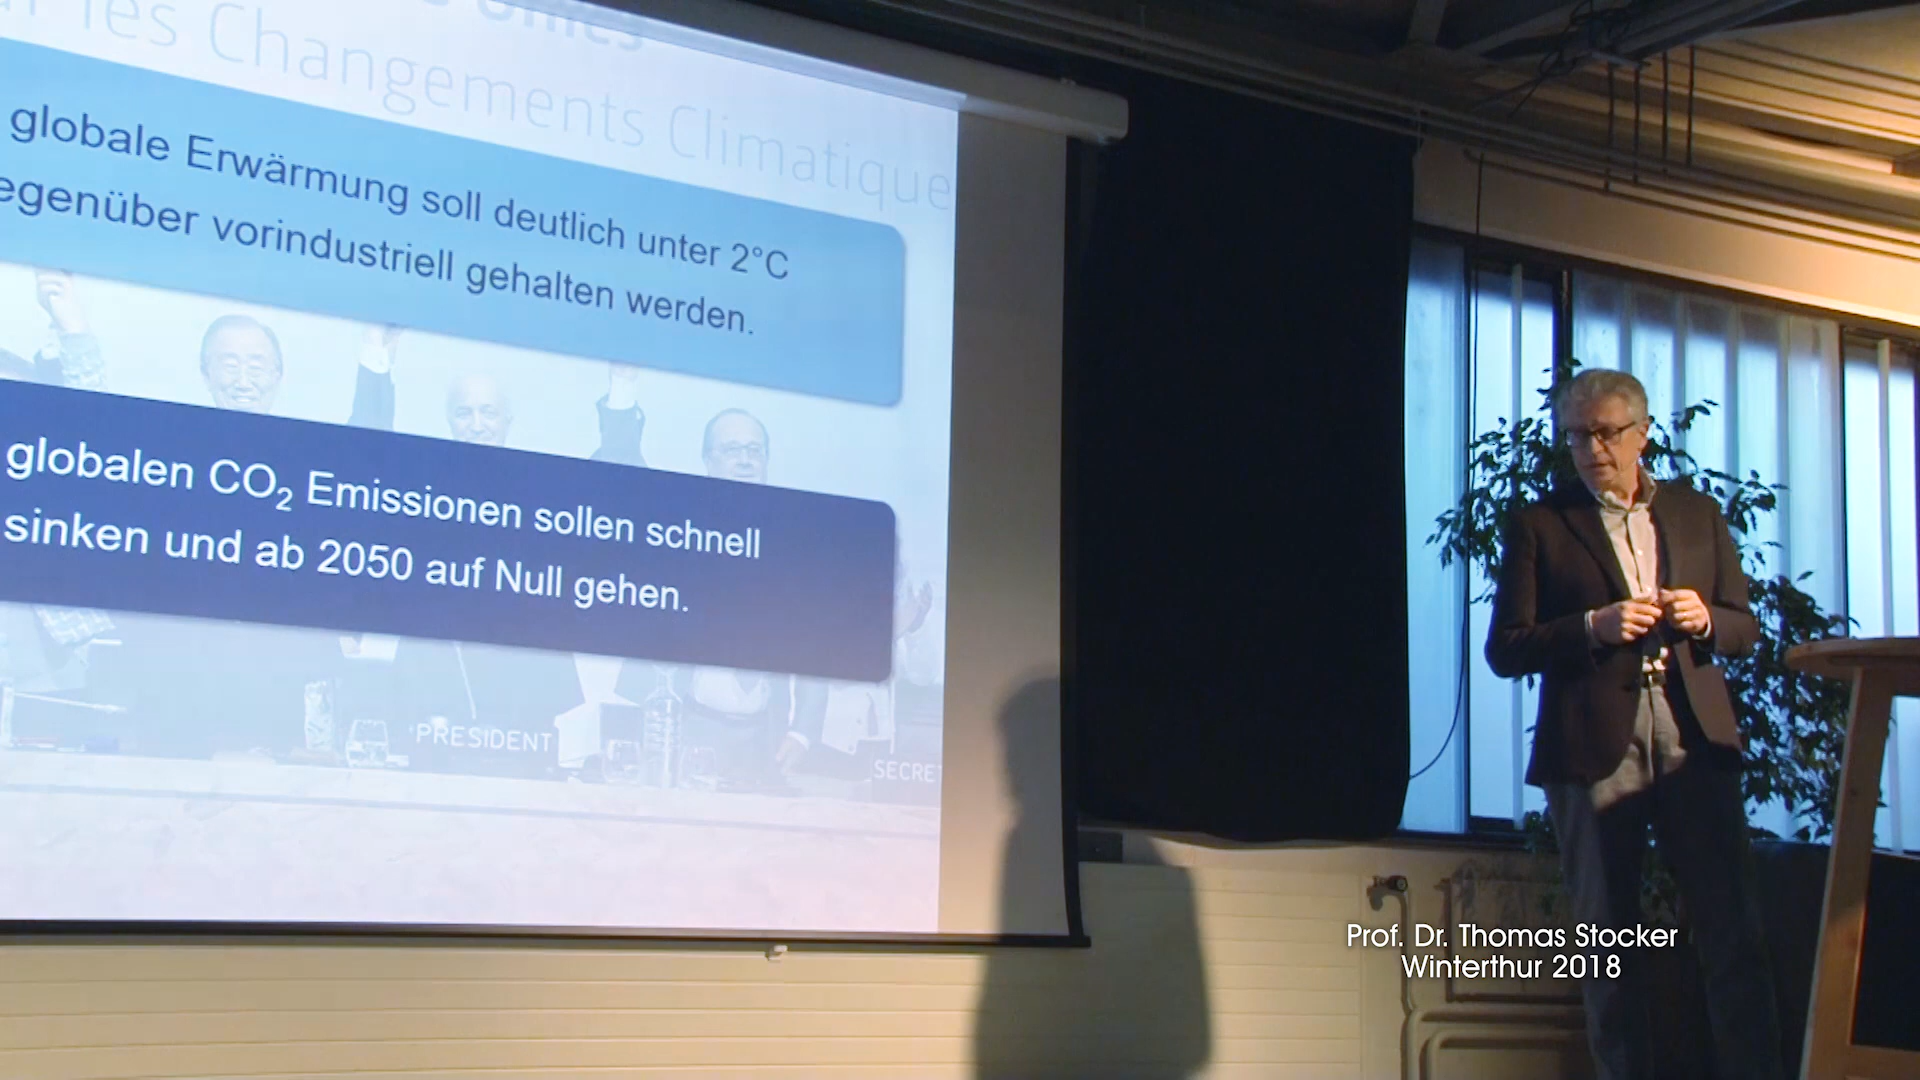 les Changements Climatique
globale Erwärmung soll deutlich unter 2°C
egenüber vorindustriell gehalten werden.
globalen CO₂ Emissionen sollen schnell
sinken und ab 2050 auf Null gehen.
PRESIDENT
SECRE
Prof. Dr. Thomas Stocker
Winterthur 2018